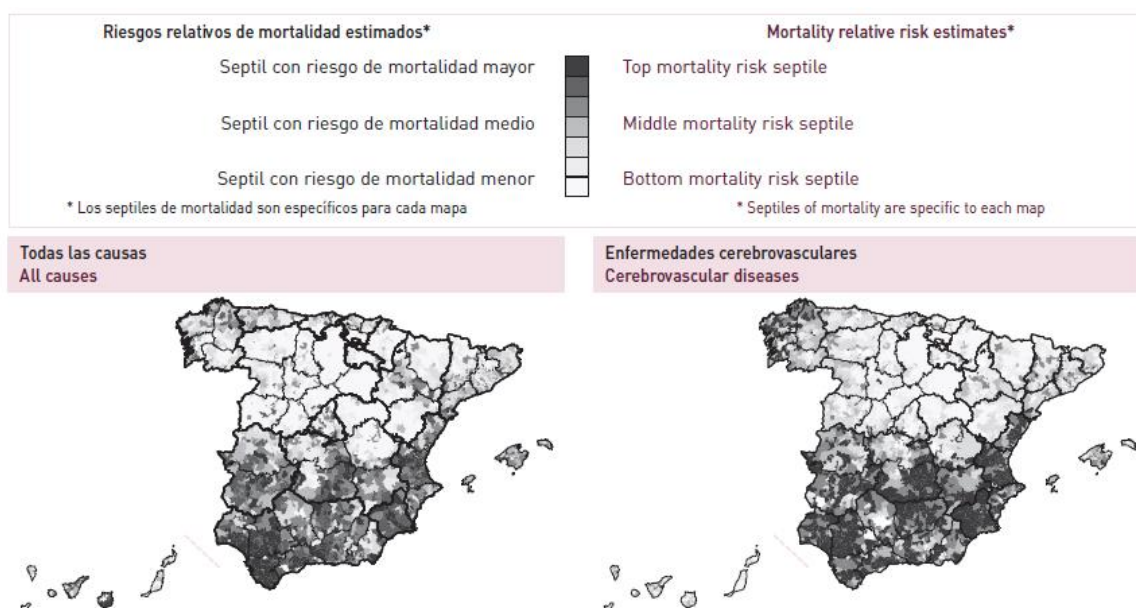 Riesgos relativos de mortalidad estimados*
Mortality relative risk estimates*
Septil con riesgo de mortalidad mayor
Top mortality risk septile
Septil con riesgo de mortalidad medio
Middle mortality risk septile
Septil con riesgo de mortalidad menor
Bottom mortality risk septile
* Los septiles de mortalidad son específicos para cada mapa
* Septiles of mortality are specific to each map
Todas las causas
All causes
Enfermedades cerebrovasculares
Cerebrovascular diseases